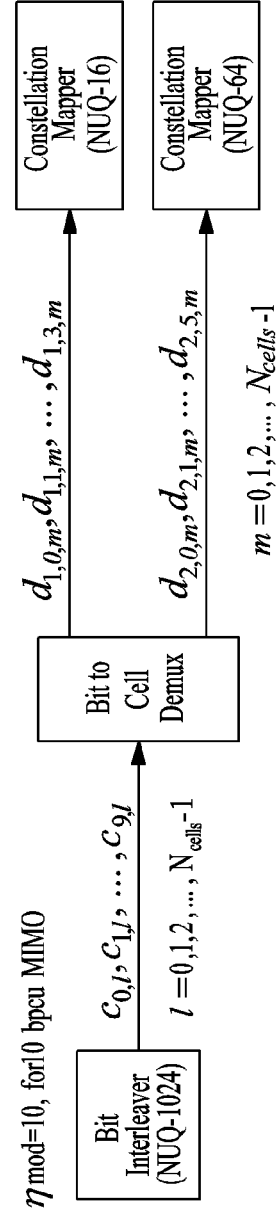 η mod=10, for10 bpcu MIMO
Bit
Interleaver
(NUQ-1024)
c0,l, c1,l, ... , c9,l
l =0,1,2,... , Ncells-1
Bit to
Cell
Demux
d1,0,m, d1,1,m, ... , d1,3,m
Constellation
Mapper
(NUQ-16)
d2,0,m, d2,1,m, ... , d2,5,m
Constellation
Mapper
(NUQ-64)
m =0,1,2,... , Ncells -1